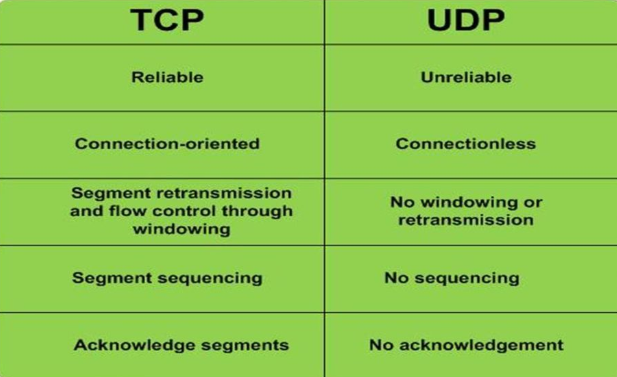 TCP
UDP
Reliable
Unreliable
Connection-oriented
Connectionless
Segment retransmission
and flow control through
windowing
No windowing or
retransmission
Segment sequencing
No sequencing
Acknowledge segments
No acknowledgement